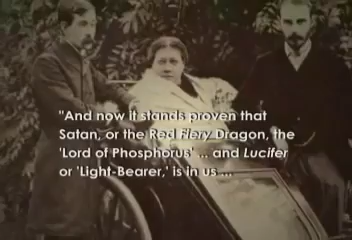 "And now it stands proven that
Satan, or the Red Fiery Dragon, the
'Lord of Phosphorus' ... and Lucifer
or 'Light-Bearer,' is in us ...